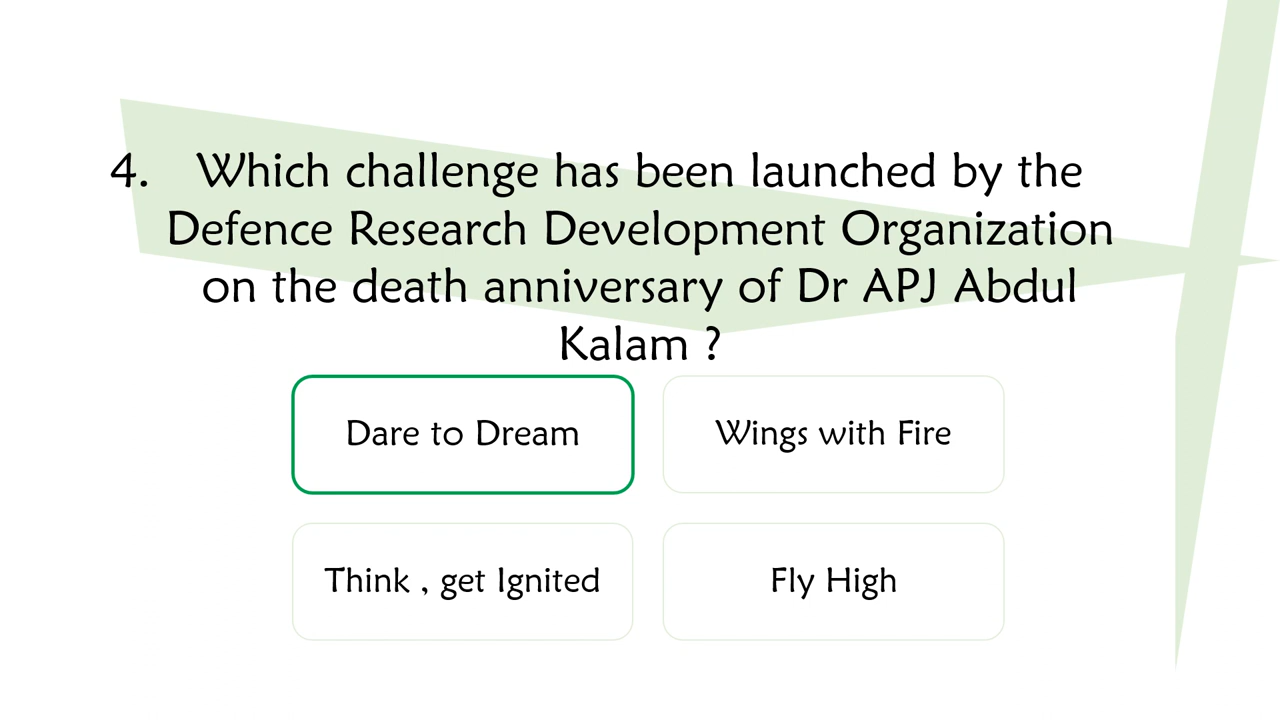 4. Which challenge has been launched by the
Defence Research Development Organization
on the death anniversary of Dr APJ Abdul
Kalam ?
Dare to Dream
Wings with Fire
Think , get Ignited
Fly High